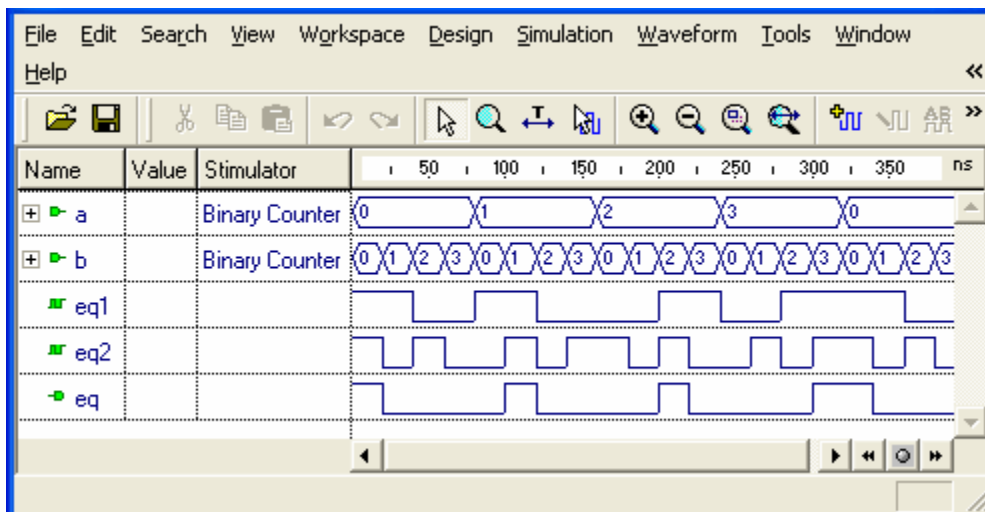 File Edit Search View Workspace Design Simulation Waveform Tools Window
Help
Name Value Stimulator 50 100 150 200 250 300 350 ns
a Binary Counter 0 1 2 3 0
b Binary Counter 0 1 2 3 0 1 2 3 0 1 2 3 0 1 2 3 0 1 2 3
eq1
eq2
eq